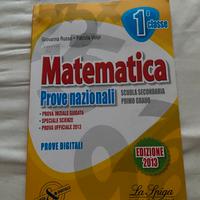 Giovanna Russo - Patrizia Voipi
1ª classe
Matematica
Prove nazionali
SCUOLA SECONDARIA
PRIMO GRADO
• PROVA INIZIALE GUIDATA
• SPECIALE SCIENZE
• PROVA UFFICIALE 2013
PROVE DIGITALI
EDIZIONE
2013
La Spiga